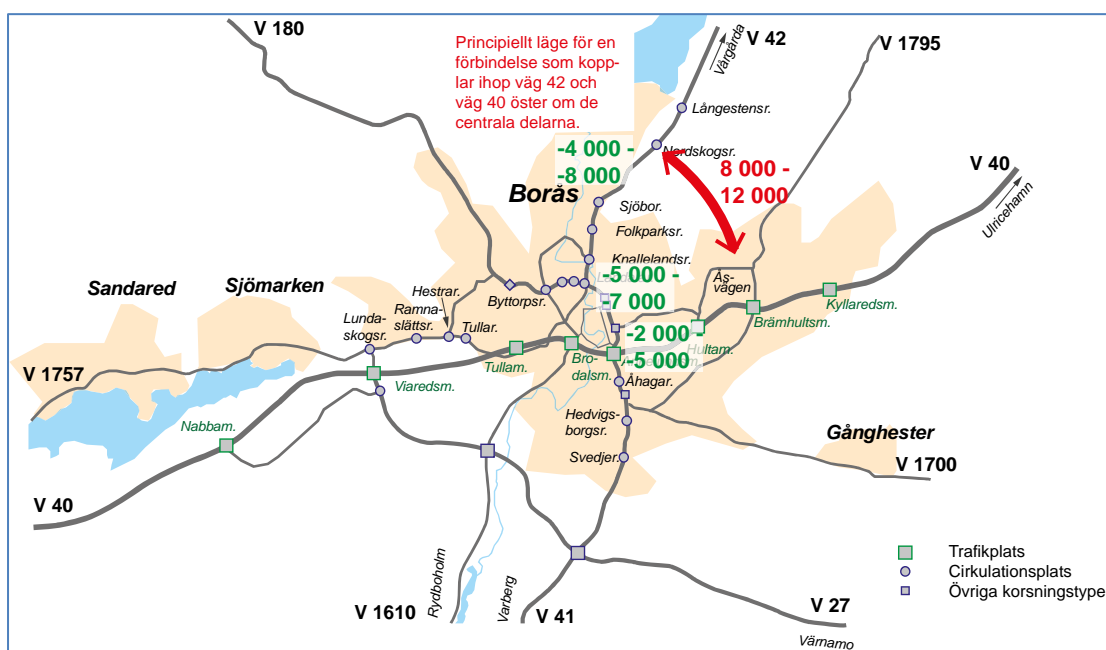 V 180
Principiellt läge för en
förbindelse som kopp-
lar ihop väg 42 och
väg 40 öster om de
centrala delarna.
V 42
Vårgårda
V 1795
Långestensr.
-4 000 -
-8 000
Nordskogsr.
8 000 -
12 000
V 40
Ulricehamn
Borås
Sjöbor.
Folkparksr.
Knallelandsr.
-5 000 -
-7 000
Ås-
vägen
Sandared
Sjömarken
Hestrar.
Byttorpsr.
Ramna-
slättsr.
Lunda-
skogsr.
Tullar.
Kyllaredsm.
Brämhultsm.
-2 000 -
-5 000
Hultam.
V 1757
Viaredsm.
Tullam.
Bro-
dalsm.
Åhagar.
Nabbam.
Hedvigs-
borgsr.
Gånghester
Svedjer.
V 1700
V 40
Trafikplats
Cirkulationsplats
Övriga korsningstype
Rydboholm
Varberg
V 1610
V 41
V 27
Värnamo